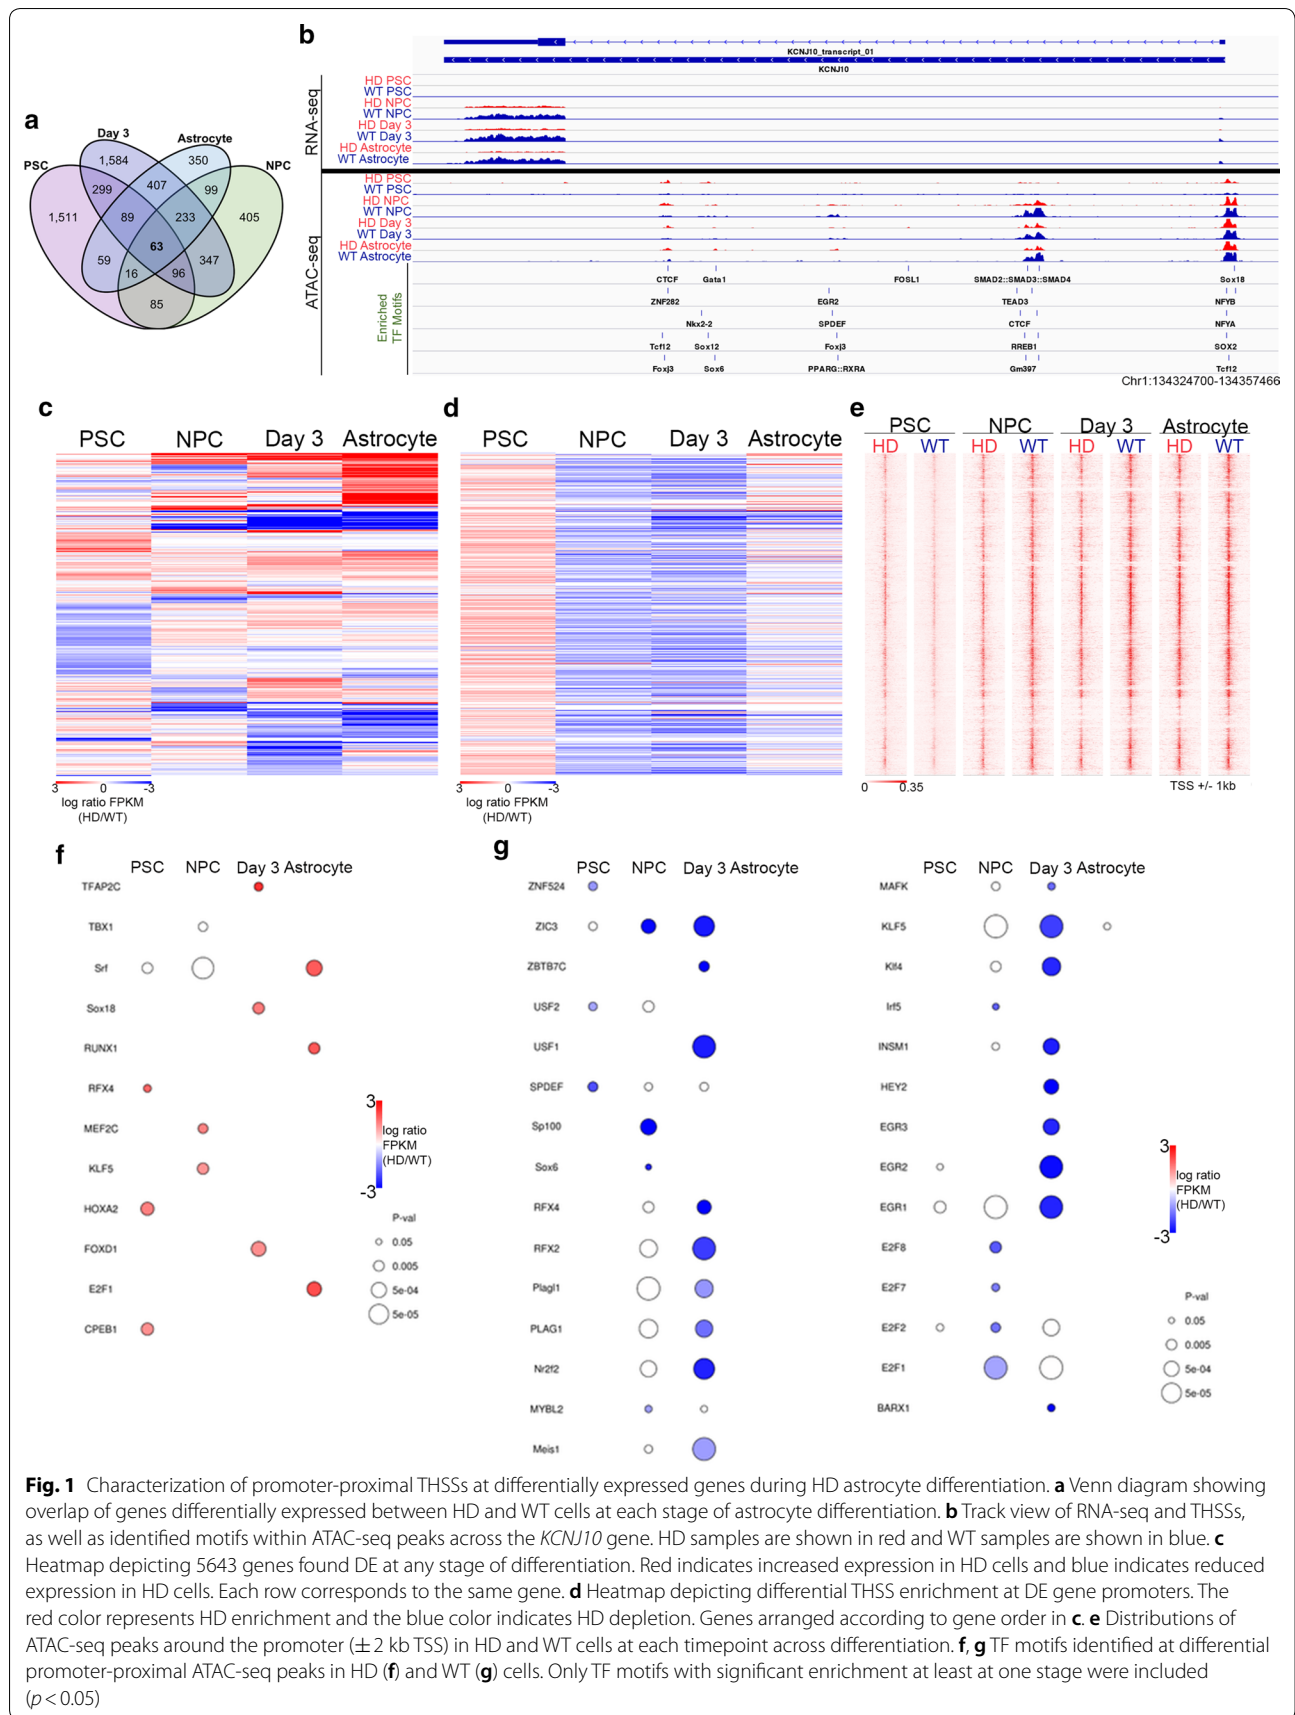 a
Day 3
Astrocyte
PSC
NPC
1,584
350
299
407
99
1,511
89
233
405
63
59
347
16
96
85
b
KCNJ10_transcript_01
KCNJ10
RNA-seq
HD PSC
WT PSC
HD NPC
WT NPC
HD Day 3
WT Day 3
HD Astrocyte
WT Astrocyte
ATAC-seq
HD PSC
WT PSC
HD NPC
WT NPC
HD Day 3
WT Day 3
HD Astrocyte
WT Astrocyte
Enriched
TF Motifs
CTCF Gata1 FOSL1 SMAD2::SMAD3::SMAD4 Sox18
ZNF282 EGR2 TEAD3 NFYB
Nkx2-2 SPDEF CTCF NFYA
Tcf12 Sox12 Foxj3 RREB1 SOX2
Foxj3 Sox6 PPARG::RXRA Gm397 Tcf12
Chr1:134324700-134357466
c
PSC NPC Day 3 Astrocyte
3 0 -3
log ratio FPKM
(HD/WT)
d
PSC NPC Day 3 Astrocyte
3 0 -3
log ratio FPKM
(HD/WT)
e
PSC NPC Day 3 Astrocyte
HD WT HD WT HD WT HD WT
0 0.35
TSS +/- 1kb
f
PSC NPC Day 3 Astrocyte
TFAP2C
TBX1
Srf
Sox18
RUNX1
RFX4
MEF2C
KLF5
HOXA2
FOXD1
E2F1
CPEB1
3
log ratio
FPKM
(HD/WT)
-3
P-val
0.05
0.005
5e-04
5e-05
g
PSC NPC Day 3 Astrocyte
ZNF524
ZIC3
ZBTB7C
USF2
USF1
SPDEF
Sp100
Sox6
RFX4
RFX2
Plagl1
PLAG1
Nr2f2
MYBL2
Meis1
PSC NPC Day 3 Astrocyte
MAFK
KLF5
Klf4
Irf5
INSM1
HEY2
EGR3
EGR2
EGR1
E2F8
E2F7
E2F2
E2F1
BARX1
3
log ratio
FPKM
(HD/WT)
-3
P-val
0.05
0.005
5e-04
5e-05
Fig. 1 Characterization of promoter-proximal THSSs at differentially expressed genes during HD astrocyte differentiation. a Venn diagram showing
overlap of genes differentially expressed between HD and WT cells at each stage of astrocyte differentiation. b Track view of RNA-seq and THSSs,
as well as identified motifs within ATAC-seq peaks across the KCNJ10 gene. HD samples are shown in red and WT samples are shown in blue. c
Heatmap depicting 5643 genes found DE at any stage of differentiation. Red indicates increased expression in HD cells and blue indicates reduced
expression in HD cells. Each row corresponds to the same gene. d Heatmap depicting differential THSS enrichment at DE gene promoters. The
red color represents HD enrichment and the blue color indicates HD depletion. Genes arranged according to gene order in c. e Distributions of
ATAC-seq peaks around the promoter (± 2 kb TSS) in HD and WT cells at each timepoint across differentiation. f, g TF motifs identified at differential
promoter-proximal ATAC-seq peaks in HD (f) and WT (g) cells. Only TF motifs with significant enrichment at least at one stage were included
(p < 0.05)